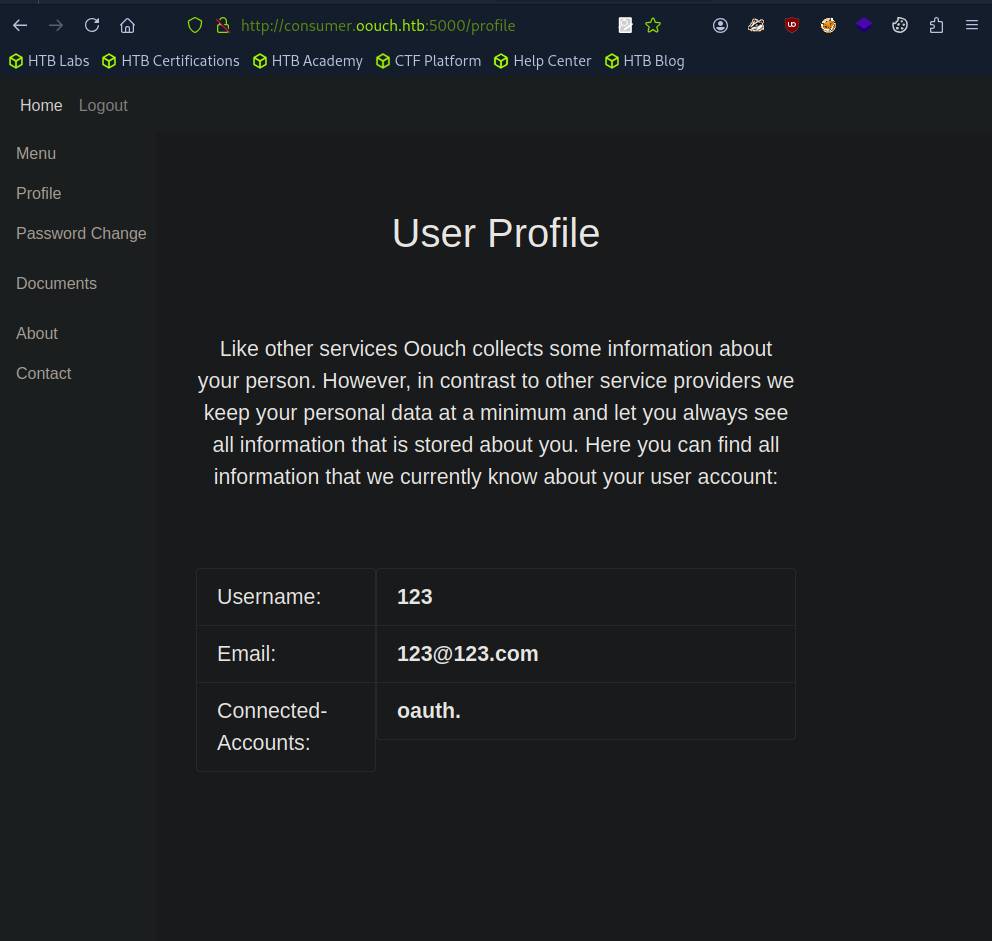 http://consumer.oouch.htb:5000/profile
HTB Labs HTB Certifications HTB Academy CTF Platform Help Center HTB Blog
Home Logout
Menu
Profile
Password Change
Documents
About
Contact
User Profile
Like other services Oouch collects some information about
your person. However, in contrast to other service providers we
keep your personal data at a minimum and let you always see
all information that is stored about you. Here you can find all
information that we currently know about your user account:
Username: 123
Email: 123@123.com
Connected- oauth.
Accounts: